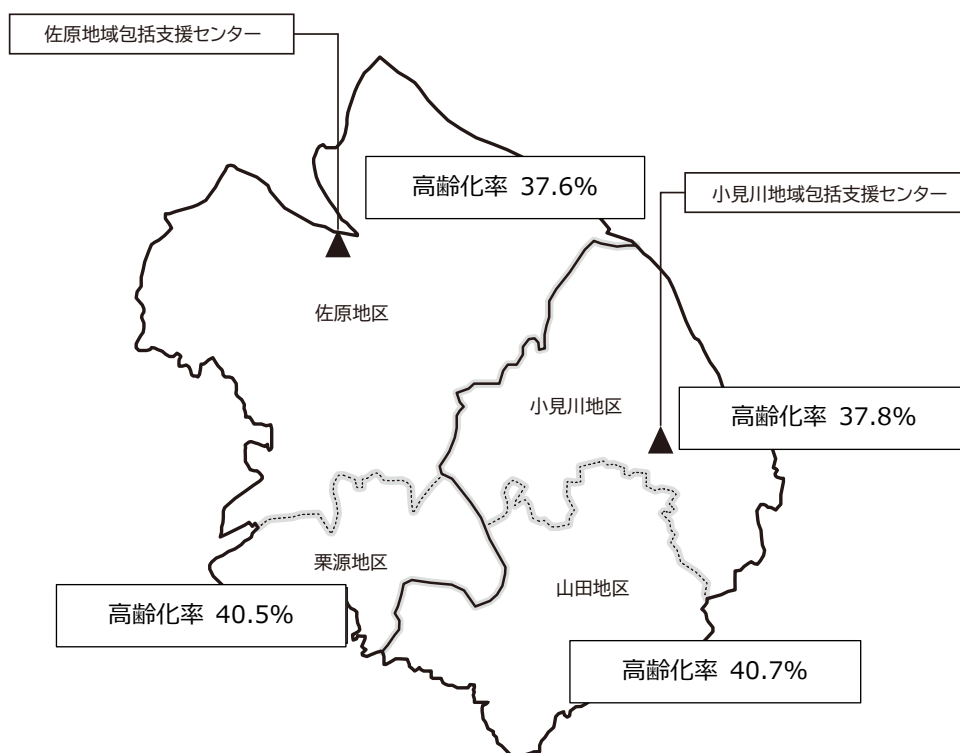 佐原地域包括支援センター
高齢化率 37.6%
小見川地域包括支援センター
佐原地区
小見川地区
高齢化率 37.8%
栗源地区
山田地区
高齢化率 40.5%
高齢化率 40.7%